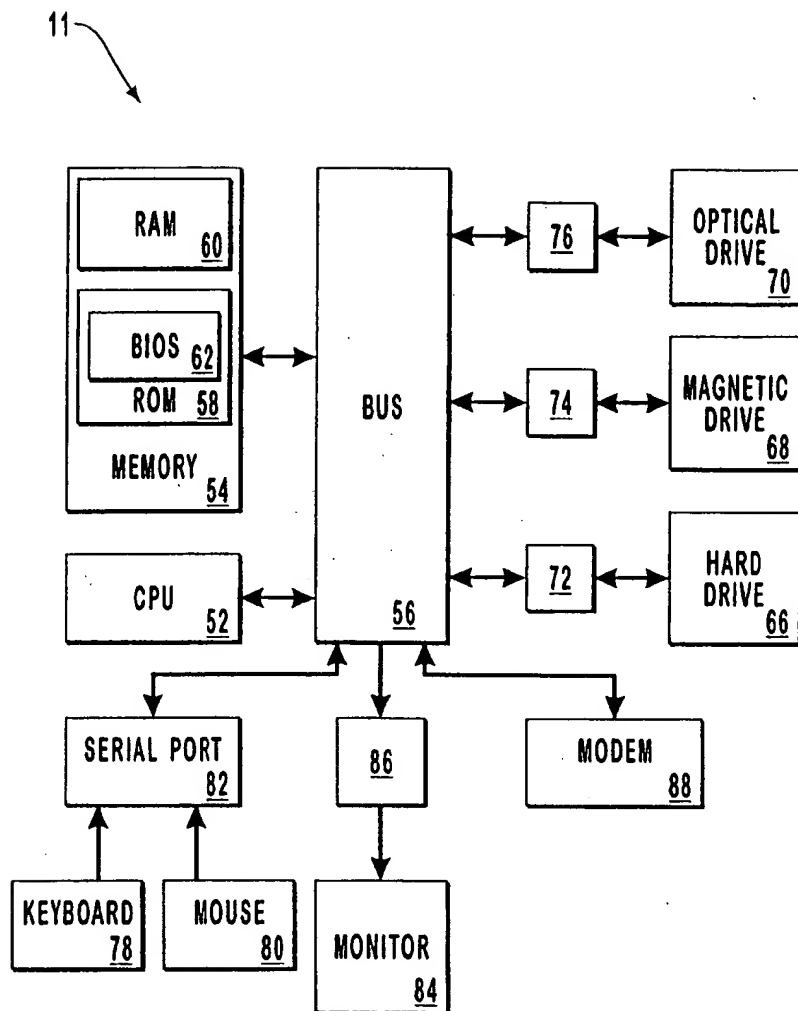 11
RAM
60
BIOS
62
ROM 58
MEMORY
54
CPU
52
BUS
56
76
OPTICAL
DRIVE
70
74
MAGNETIC
DRIVE
68
72
HARD
DRIVE
66
SERIAL PORT
82
86
MODEM
88
KEYBOARD
78
MOUSE
80
MONITOR
84